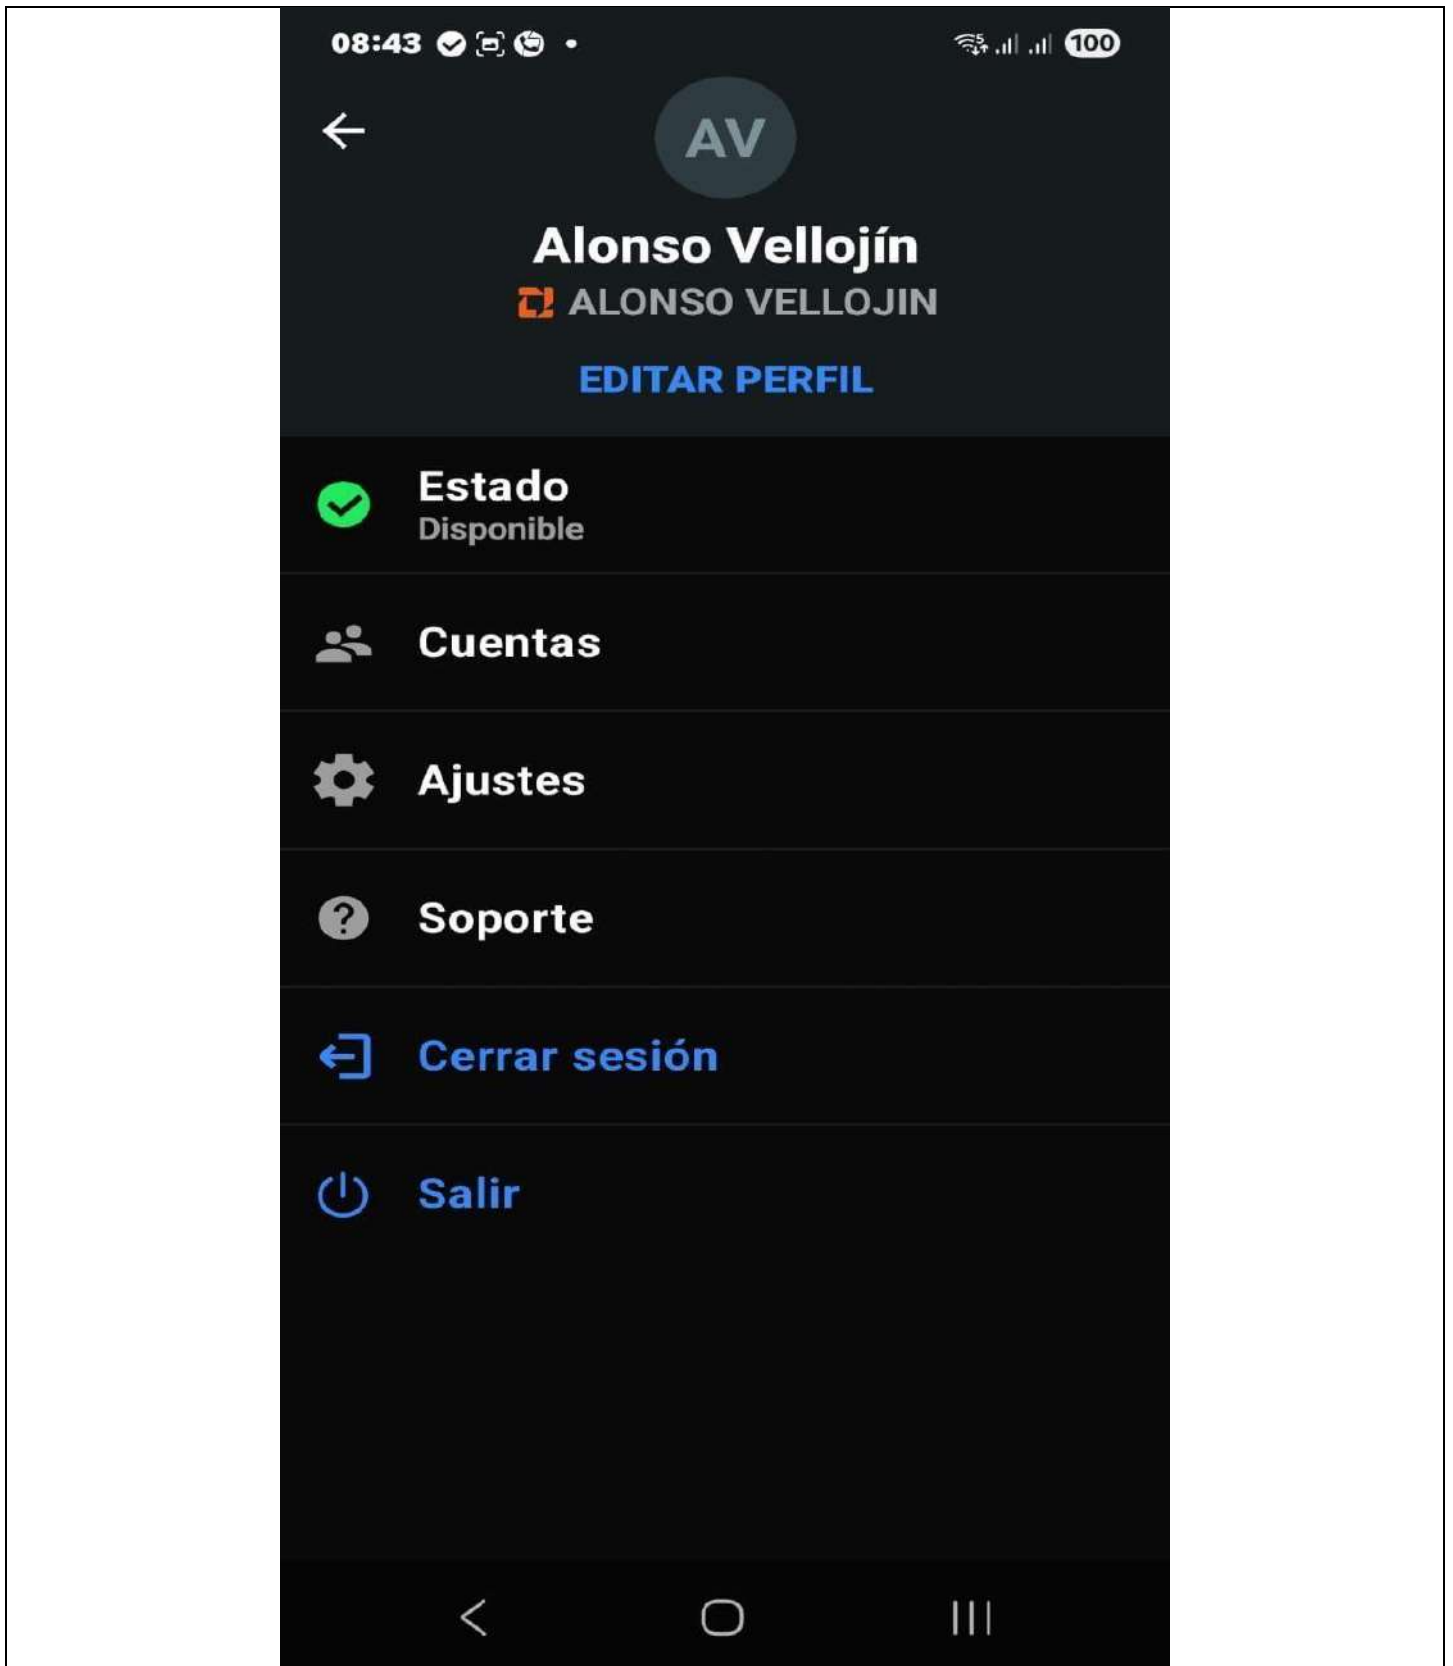 08:43
100
AV
Alonso Vellojín
ALONSO VELLOJIN
EDITAR PERFIL
Estado
Disponible
Cuentas
Ajustes
Soporte
Cerrar sesión
Salir